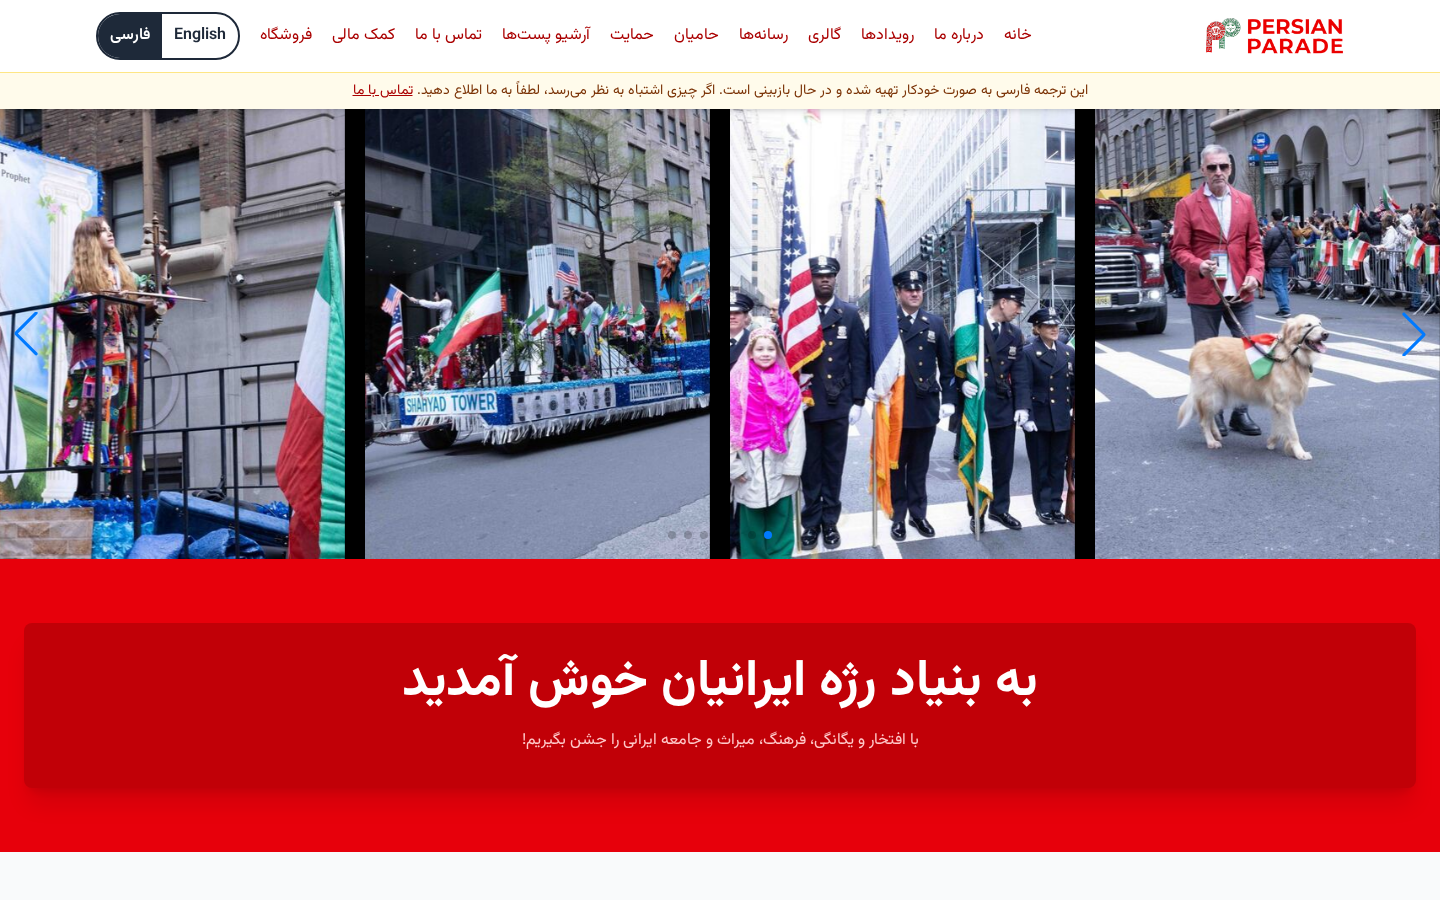 PERSIAN
PARADE
خانه
درباره ما
رویدادها
گالری
رسانه‌ها
حامیان
حمایت
آرشیو پست‌ها
تماس با ما
کمک مالی
فروشگاه
English
فارسی
این ترجمه فارسی به صورت خودکار تهیه شده و در حال بازبینی است. اگر چیزی اشتباه به نظر می‌رسد، لطفاً به ما اطلاع دهید. تماس با ما
Prophet
SHAHYAD TOWER
TEHRAN FREEDOM TOWER
به بنیاد رژه ایرانیان خوش آمدید
با افتخار و یگانگی، فرهنگ، میراث و جامعه ایرانی را جشن بگیریم!